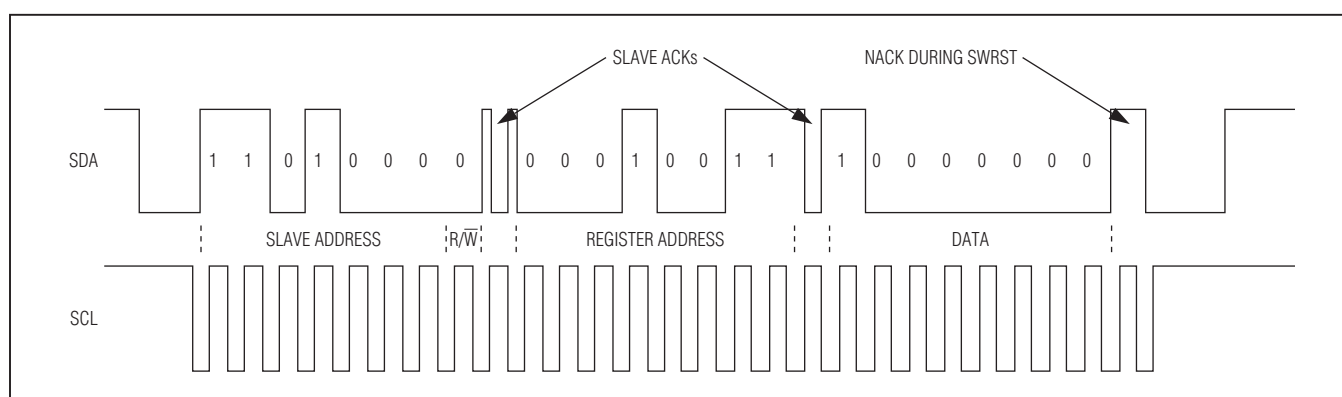 SLAVE ACKs NACK DURING SWRST
SDA 1 1 0 1 0 0 0 0 0 0 0 1 0 0 1 1 1 0 0 0 0 0 0 0
SLAVE ADDRESS R/W̅ REGISTER ADDRESS DATA
SCL